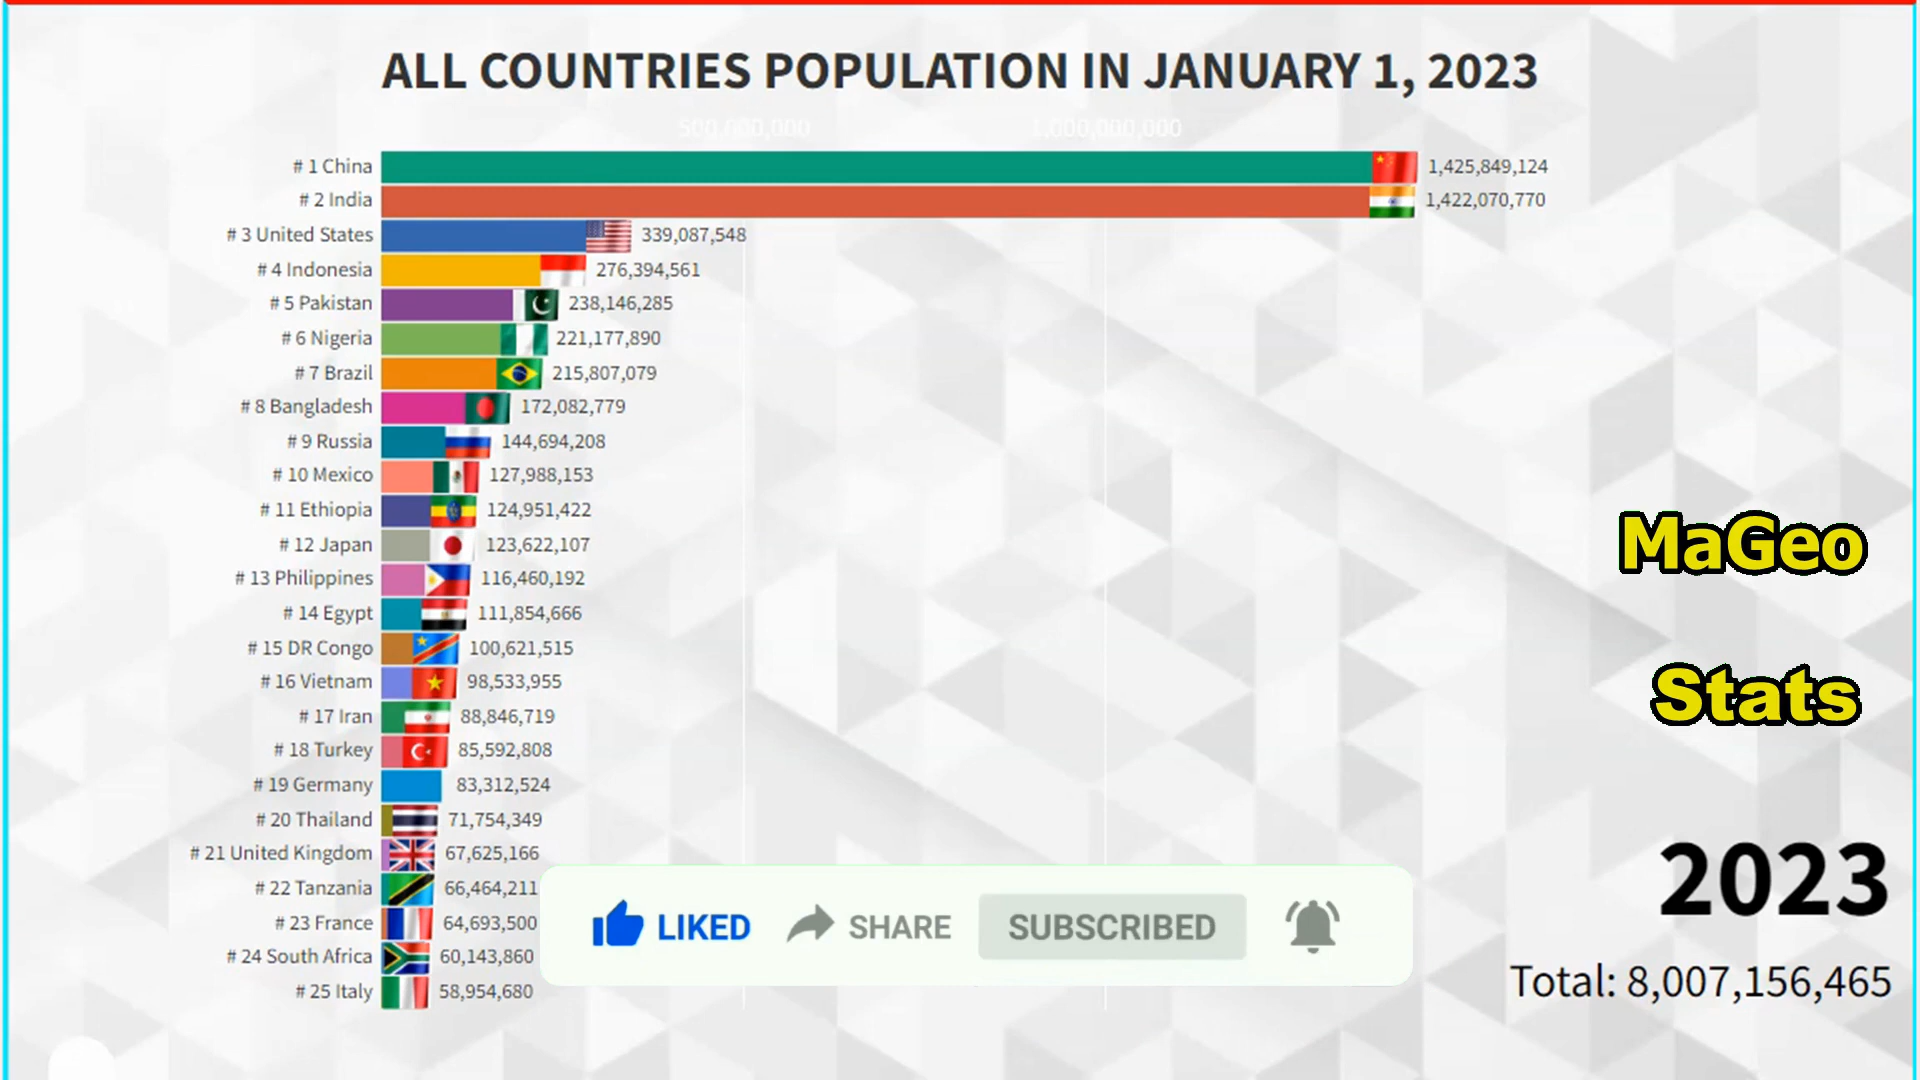 ALL COUNTRIES POPULATION IN JANUARY 1, 2023
500,000,000 1,000,000,000
# 1 China 1,425,849,124
# 2 India 1,422,070,770
# 3 United States 339,087,548
# 4 Indonesia 276,394,561
# 5 Pakistan 238,146,285
# 6 Nigeria 221,177,890
# 7 Brazil 215,807,079
# 8 Bangladesh 172,082,779
# 9 Russia 144,694,208
# 10 Mexico 127,988,153
# 11 Ethiopia 124,951,422
# 12 Japan 123,622,107
# 13 Philippines 116,460,192
# 14 Egypt 111,854,666
# 15 DR Congo 100,621,515
# 16 Vietnam 98,533,955
# 17 Iran 88,846,719
# 18 Turkey 85,592,808
# 19 Germany 83,312,524
# 20 Thailand 71,754,349
# 21 United Kingdom 67,625,166
# 22 Tanzania 66,464,211
# 23 France 64,693,500
# 24 South Africa 60,143,860
# 25 Italy 58,954,680
MaGeo
Stats
2023
Total: 8,007,156,465
LIKED SHARE SUBSCRIBED